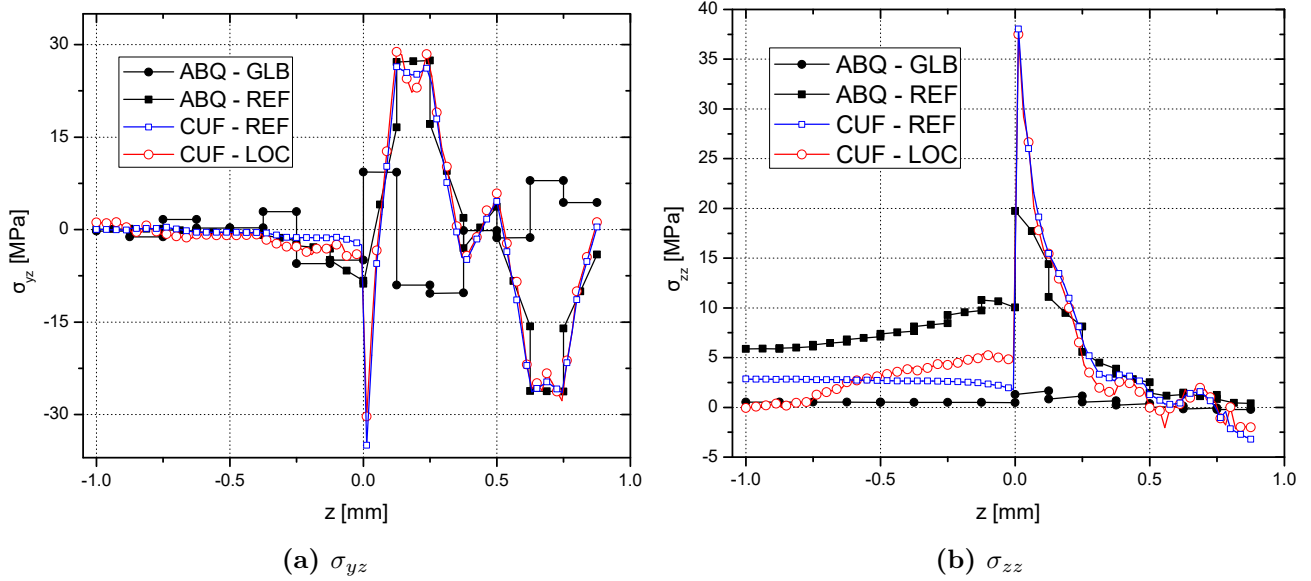 30
15
0
-15
-30
σyz [MPa]
ABQ - GLB
ABQ - REF
CUF - REF
CUF - LOC
-1.0 -0.5 0.0 0.5 1.0
z [mm]
(a) σyz
40
35
30
25
20
15
10
5
0
-5
σzz [MPa]
ABQ - GLB
ABQ - REF
CUF - REF
CUF - LOC
-1.0 -0.5 0.0 0.5 1.0
z [mm]
(b) σzz